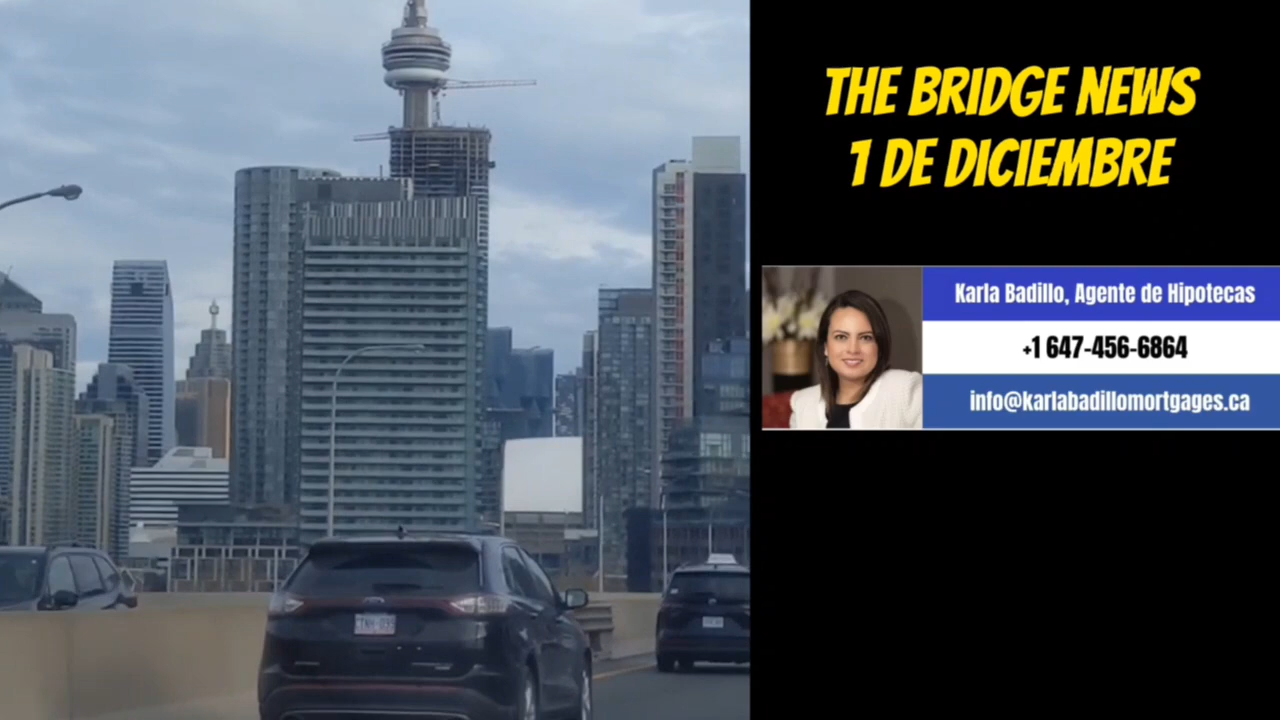 THE BRIDGE NEWS
1 DE DICIEMBRE
Karla Badillo, Agente de Hipotecas
+1 647-456-6864
info@karlabadillomortgages.ca